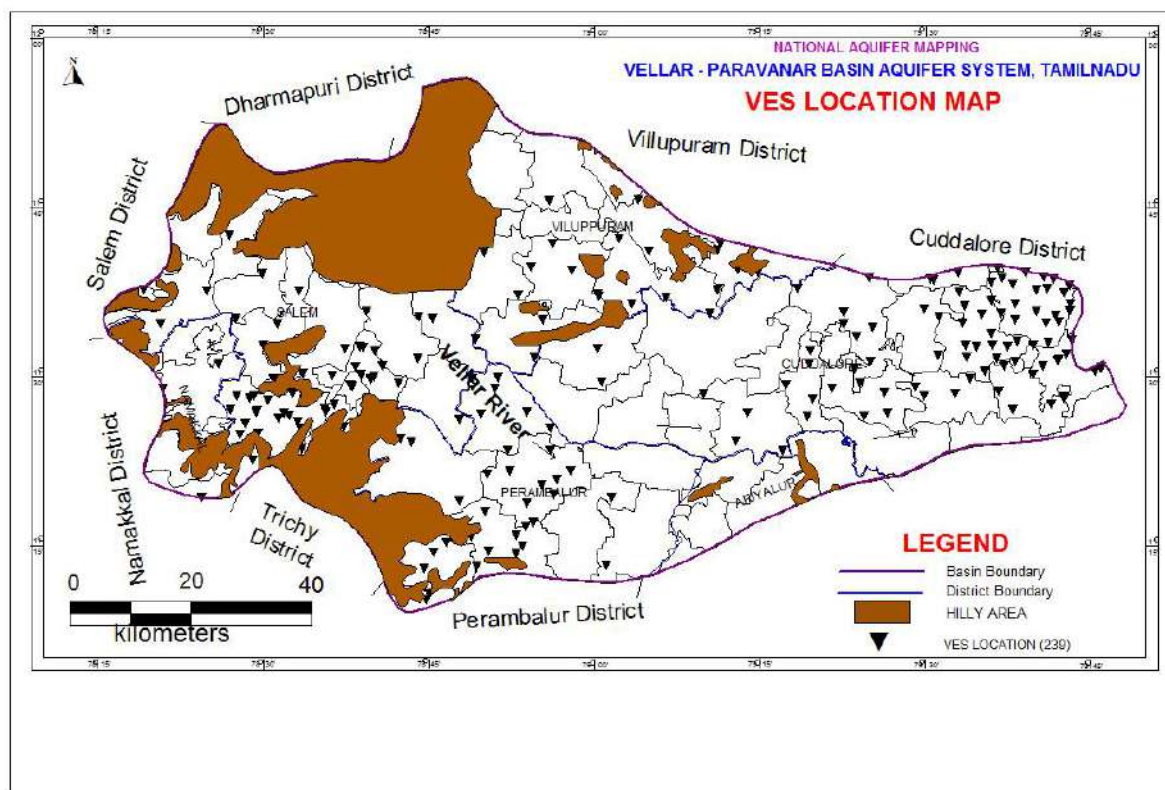 NATIONAL AQUIFER MAPPING
VELLAR - PARAVANAR BASIN AQUIFER SYSTEM, TAMILNADU
VES LOCATION MAP
Dharmapuri District
Villupuram District
Salem District
Cuddalore District
VILUPPURAM
SALEM
CUDDALORE
Vellar River
Namakkal District
Trichy
District
PERAMBALUR
ARIYALUR
Perambalur District
0 20 40
kilometers
LEGEND
Basin Boundary
District Boundary
HILLY AREA
VES LOCATION (239)